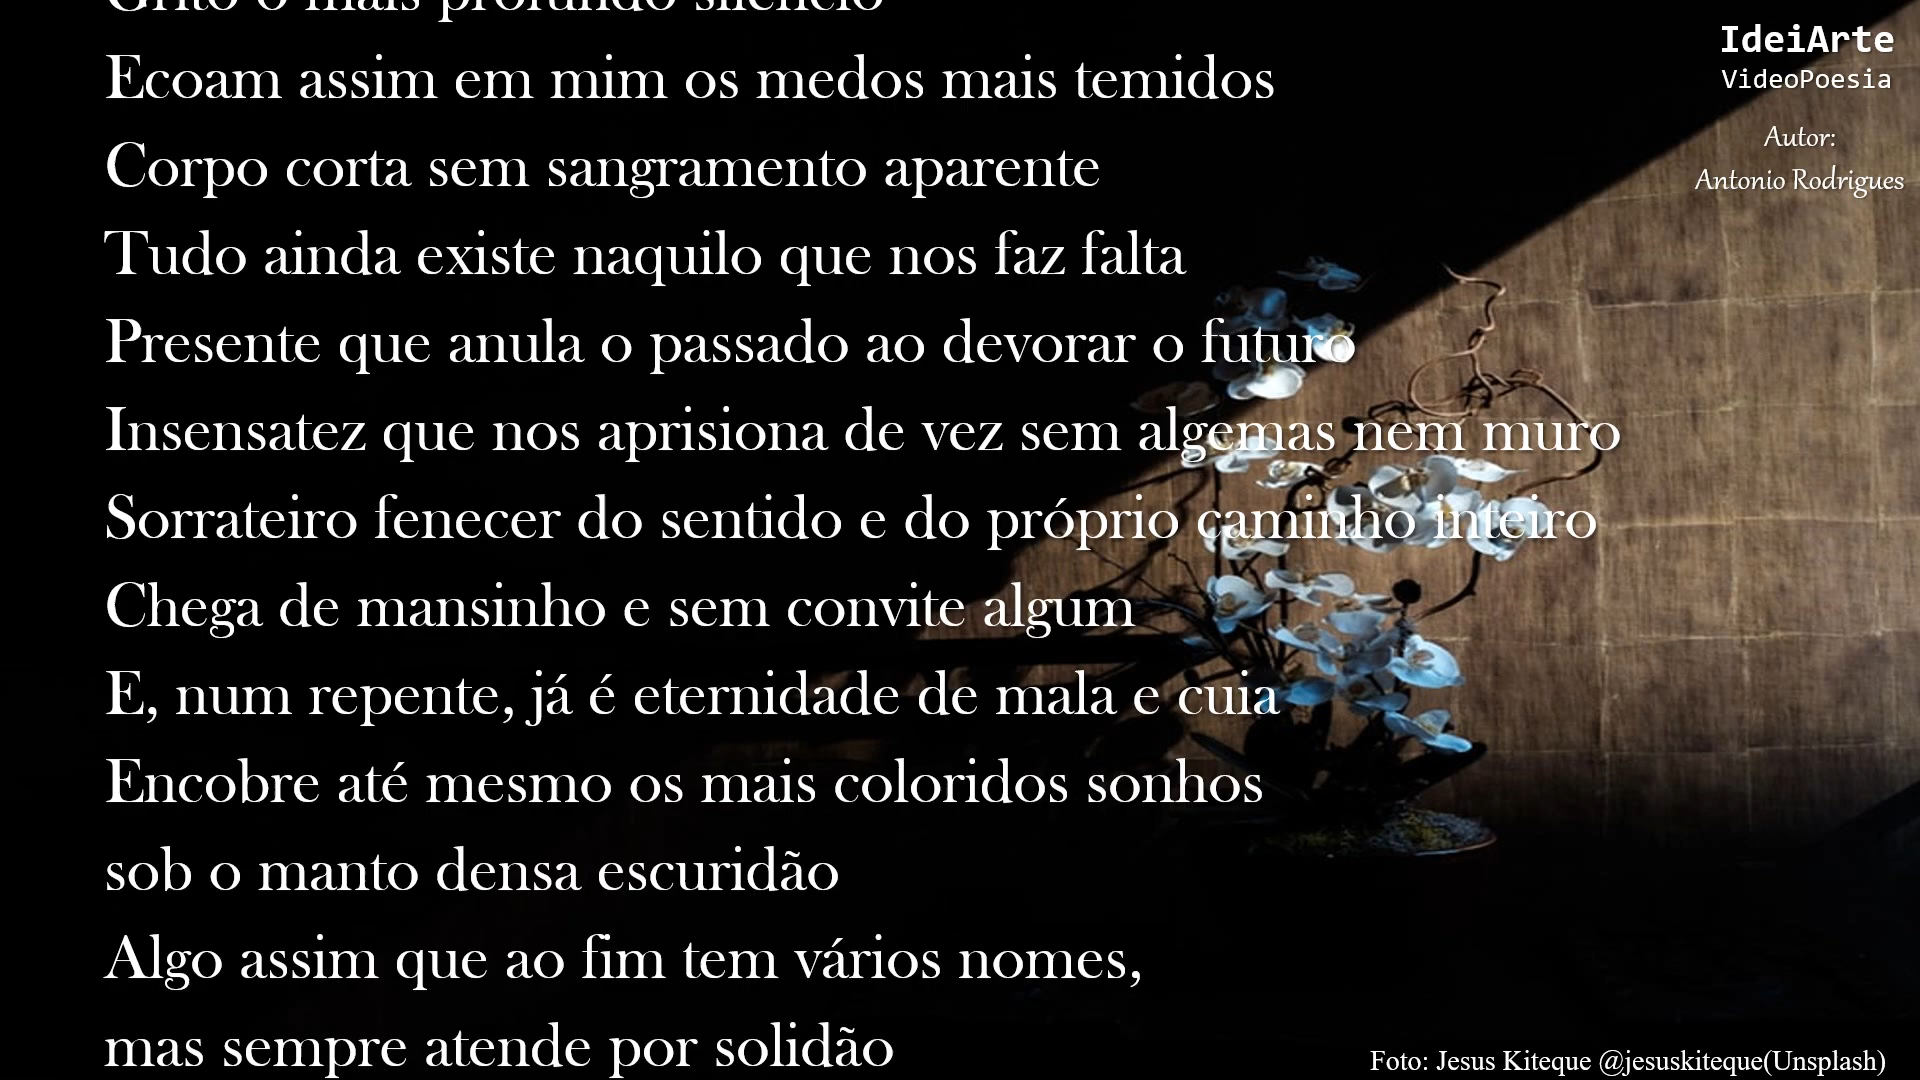 Grito o mais profundo silêncio
Ecoam assim em mim os medos mais temidos
Corpo corta sem sangramento aparente
Tudo ainda existe naquilo que nos faz falta
Presente que anula o passado ao devorar o futuro
Insensatez que nos aprisiona de vez sem algemas nem muro
Sorrateiro fenecer do sentido e do próprio caminho inteiro
Chega de mansinho e sem convite algum
E, num repente, já é eternidade de mala e cuia
Encobre até mesmo os mais coloridos sonhos
sob o manto densa escuridão
Algo assim que ao fim tem vários nomes,
mas sempre atende por solidão
IdeiArte
VideoPoesia
Autor:
Antonio Rodrigues
Foto: Jesus Kiteque @jesuskiteque(Unsplash)